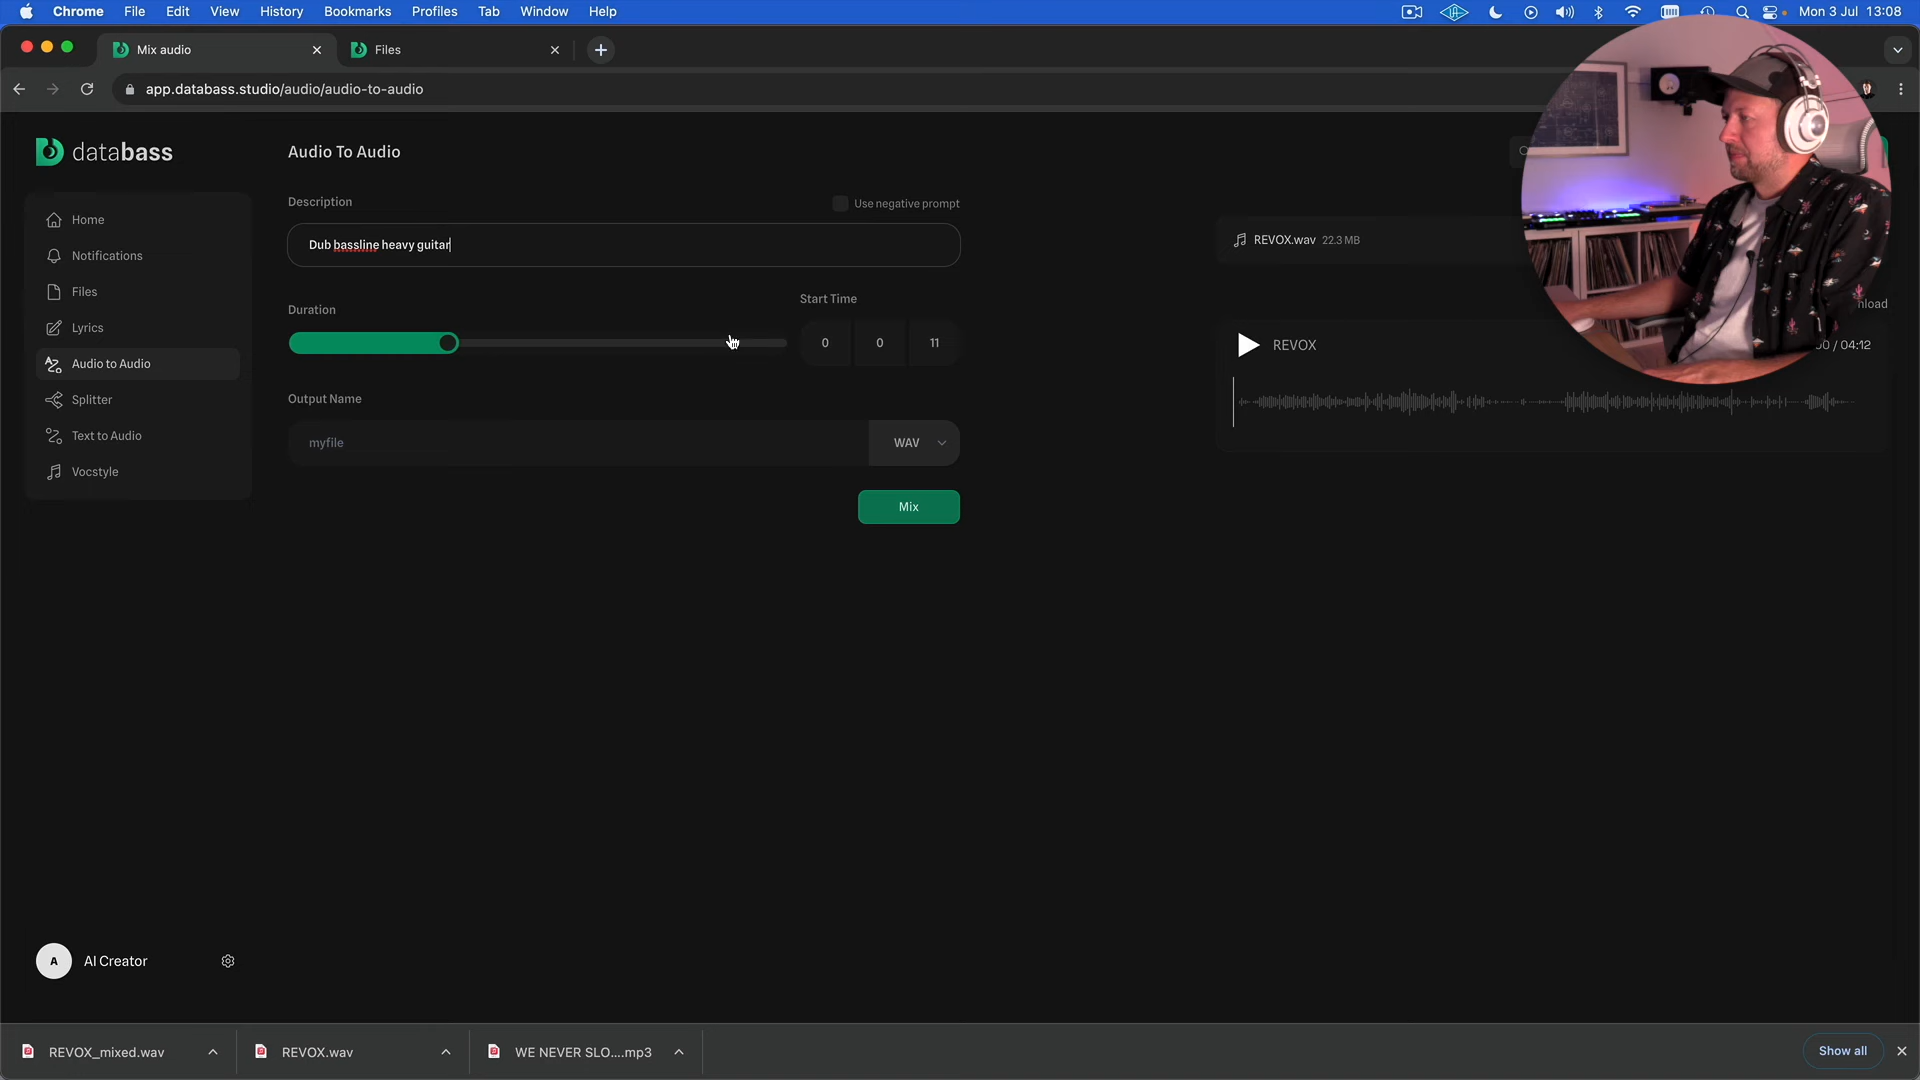 Chrome File Edit View History Bookmarks Profiles Tab Window Help Mon 3 Jul 13:08
Mix audio
Files
app.databass.studio/audio/audio-to-audio
databass
Audio To Audio
Home
Notifications
Files
Lyrics
Audio to Audio
Splitter
Text to Audio
Vocstyle
Description
Use negative prompt
Dub bassline heavy guitar
Duration
Start Time
0 0 11
Output Name
myfile
WAV
Mix
REVOX.wav 22.3 MB
nload
REVOX
00 / 04:12
A AI Creator
REVOX_mixed.wav
REVOX.wav
WE NEVER SLO....mp3
Show all